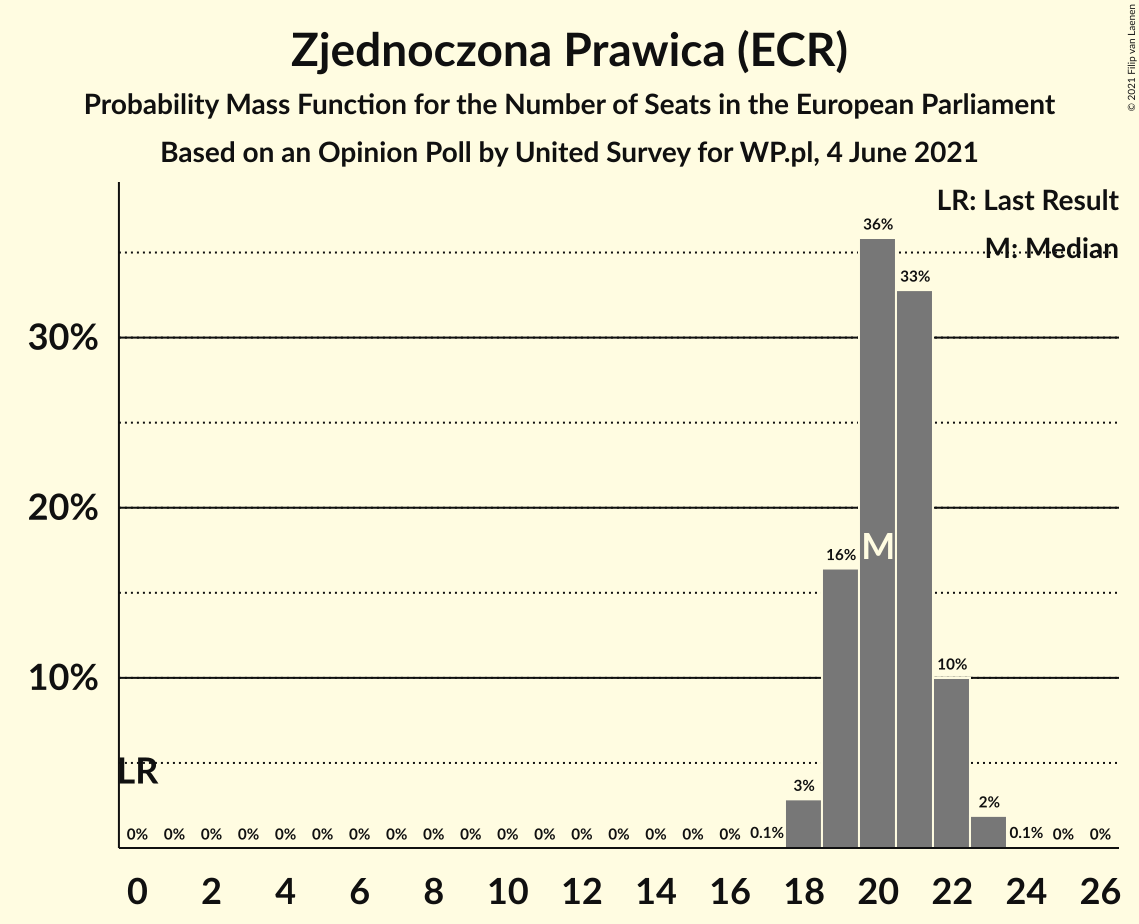 Zjednoczona Prawica (ECR)
Probability Mass Function for the Number of Seats in the European Parliament
Based on an Opinion Poll by United Survey for WP.pl, 4 June 2021
© 2021 Filip van Laenen
LR: Last Result
M: Median
30%
20%
10%
36%
33%
16%
M
10%
LR
3%
2%
0% 0% 0% 0% 0% 0% 0% 0% 0% 0% 0% 0% 0% 0% 0% 0% 0% 0.1% 0.1% 0% 0%
0 2 4 6 8 10 12 14 16 18 20 22 24 26